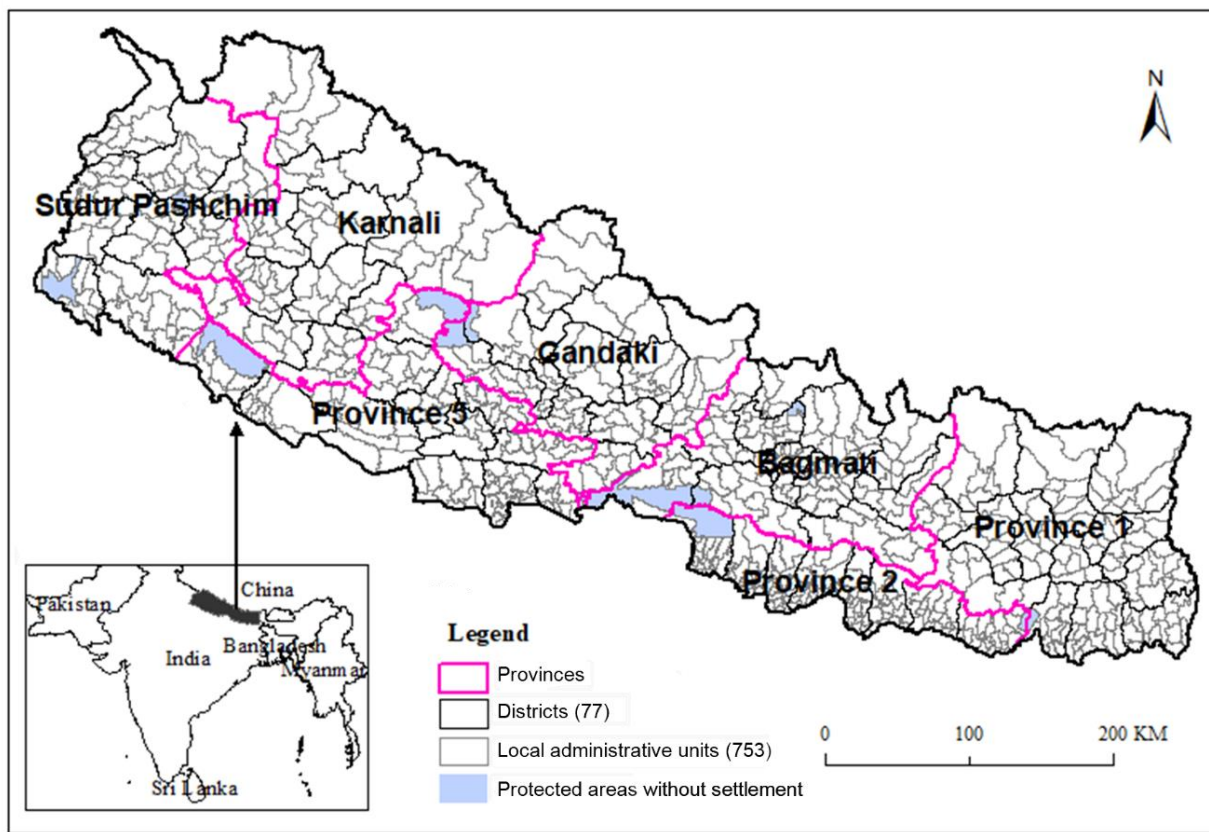 N
Sudur Pashchim
Karnali
Gandaki
Province 5
Bagmati
Province 1
Province 2
China
Pakistan
Bangladesh
India
Myanmar
Sri Lanka
Legend
Provinces
Districts (77)
Local administrative units (753)
Protected areas without settlement
0 100 200 KM